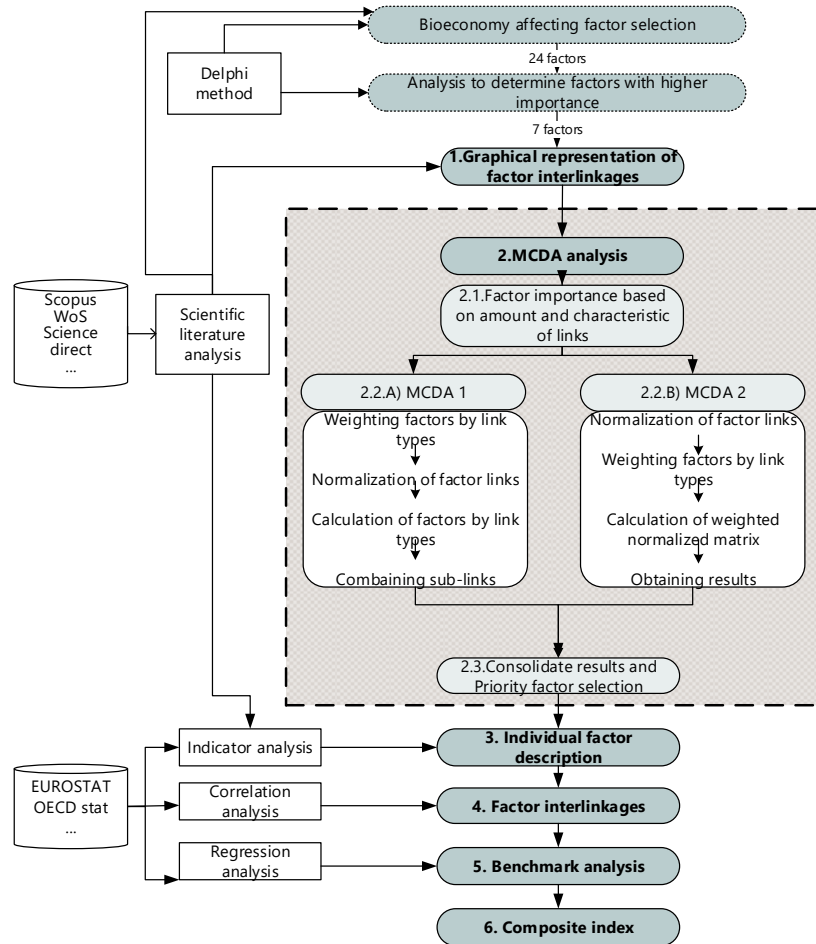 Bioeconomy affecting factor selection
24 factors
Delphi
method
Analysis to determine factors with higher
importance
7 factors
1.Graphical representation of
factor interlinkages
2.MCDA analysis
2.1.Factor importance based
on amount and characteristic
of links
Scopus
WoS
Science
direct
...
Scientific
literature
analysis
2.2.A) MCDA 1
Weighting factors by link
types
Normalization of factor links
Calculation of factors by link
types
Combaining sub-links
2.2.B) MCDA 2
Normalization of factor links
Weighting factors by link
types
Calculation of weighted
normalized matrix
Obtaining results
2.3.Consolidate results and
Priority factor selection
Indicator analysis
3. Individual factor
description
EUROSTAT
OECD stat
...
Correlation
analysis
4. Factor interlinkages
Regression
analysis
5. Benchmark analysis
6. Composite index